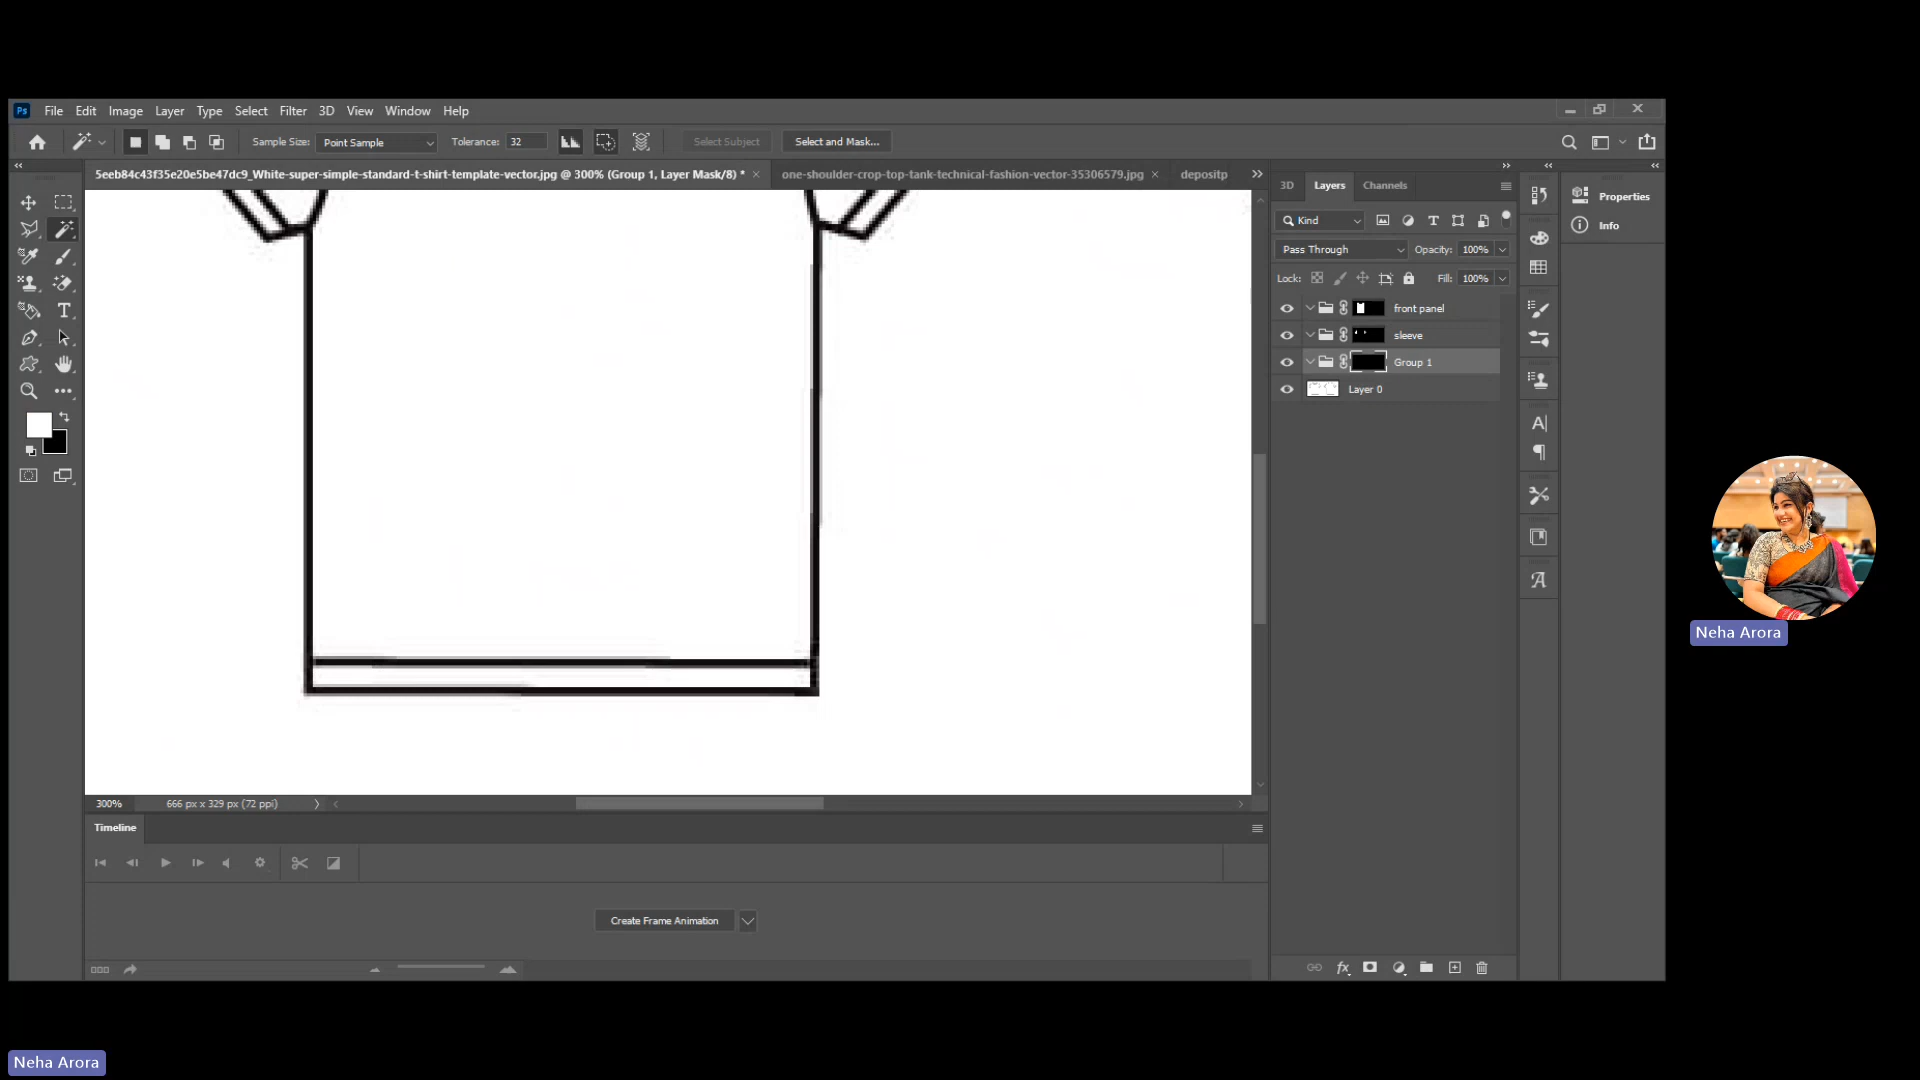 Ps File Edit Image Layer Type Select Filter 3D View Window Help
Sample Size: Point Sample Tolerance: 32 Select Subject Select and Mask...
5eeb84c43f35e20e5be47dc9_White-super-simple-standard-t-shirt-template-vector.jpg @ 300% (Group 1, Layer Mask/8) *
one-shoulder-crop-top-tank-technical-fashion-vector-35306579.jpg
depositp
3D Layers Channels
Properties
Info
Kind
Pass Through Opacity: 100%
Lock: Fill: 100%
front panel
sleeve
Group 1
Layer 0
300% 666 px x 329 px (72 ppi)
Timeline
Create Frame Animation
Neha Arora
Neha Arora